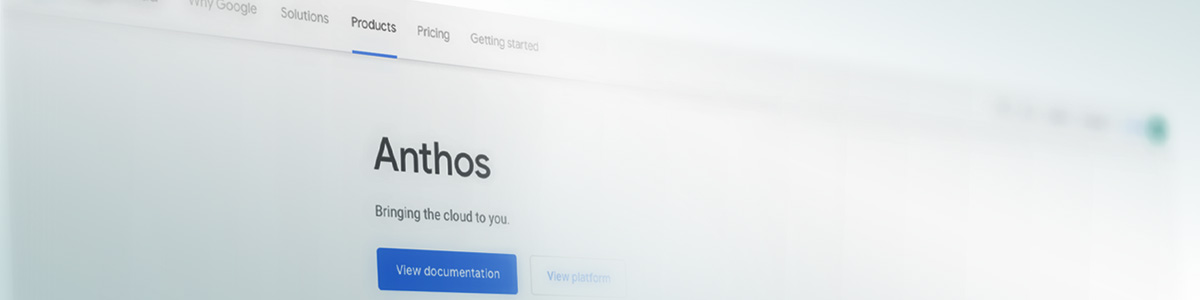 Why Google Solutions Products Pricing Getting started
Anthos
Bringing the cloud to you.
View documentation View platform